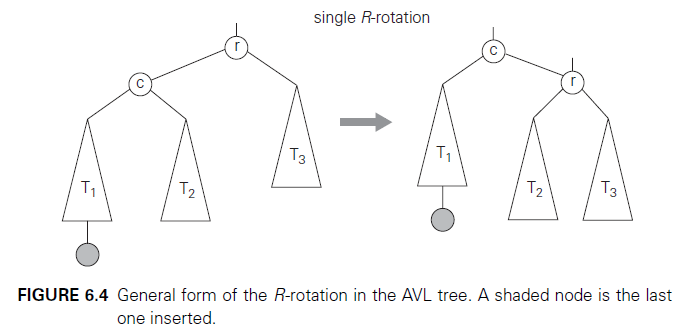 single R-rotation
r
c
c
r
T3
T1
T1
T2
T2
T3
FIGURE 6.4 General form of the R-rotation in the AVL tree. A shaded node is the last
one inserted.